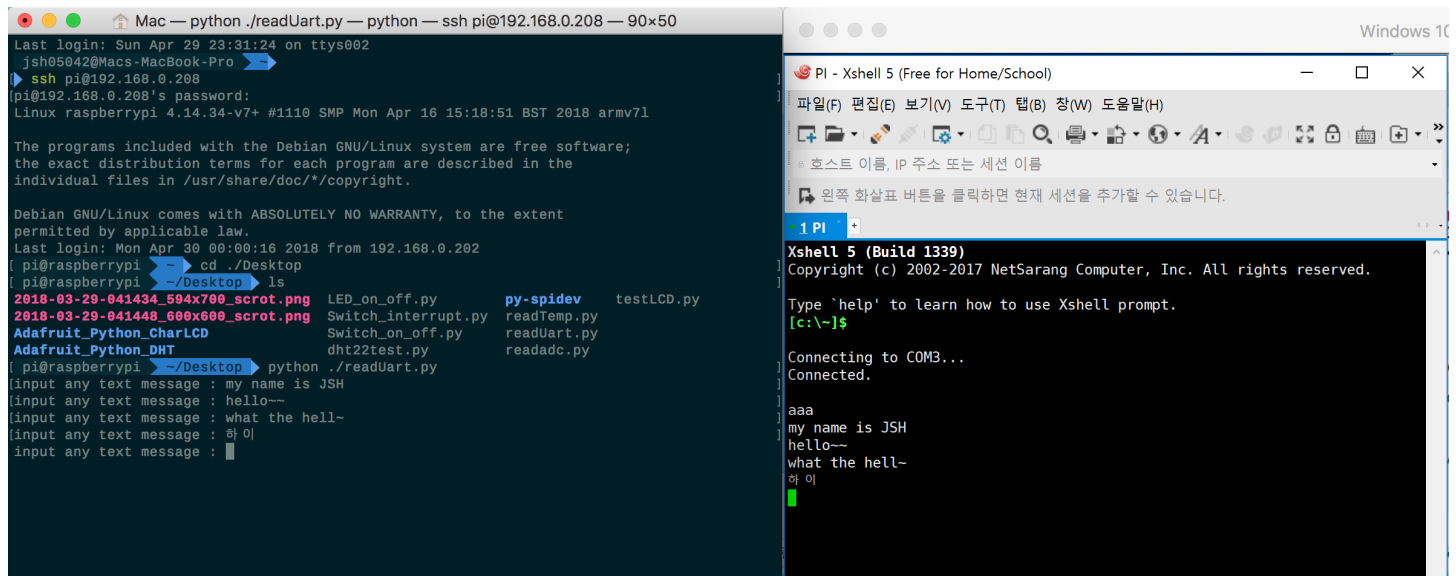 Mac — python ./readUart.py — python — ssh pi@192.168.0.208 — 90×50
Last login: Sun Apr 29 23:31:24 on ttys002
jsh05042@Macs-MacBook-Pro ~
ssh pi@192.168.0.208
[pi@192.168.0.208's password: ]
Linux raspberrypi 4.14.34-v7+ #1110 SMP Mon Apr 16 15:18:51 BST 2018 armv7l
The programs included with the Debian GNU/Linux system are free software;
the exact distribution terms for each program are described in the
individual files in /usr/share/doc/*/copyright.
Debian GNU/Linux comes with ABSOLUTELY NO WARRANTY, to the extent
permitted by applicable law.
Last login: Mon Apr 30 00:00:16 2018 from 192.168.0.202
[ pi@raspberrypi ~ cd ./Desktop ]
[ pi@raspberrypi ~/Desktop ls ]
2018-03-29-041434_594x700_scrot.png LED_on_off.py py-spidev testLCD.py
2018-03-29-041448_600x600_scrot.png Switch_interrupt.py readTemp.py
Adafruit_Python_CharLCD Switch_on_off.py readUart.py
Adafruit_Python_DHT dht22test.py readadc.py
[ pi@raspberrypi ~/Desktop python ./readUart.py ]
[input any text message : my name is JSH ]
[input any text message : hello~~ ]
[input any text message : what the hell~ ]
[input any text message : 하이 ]
input any text message :
Windows 10
PI - Xshell 5 (Free for Home/School)
파일(F) 편집(E) 보기(V) 도구(T) 탭(B) 창(W) 도움말(H)
호스트 이름, IP 주소 또는 세션 이름
왼쪽 화살표 버튼을 클릭하면 현재 세션을 추가할 수 있습니다.
1 PI +
Xshell 5 (Build 1339)
Copyright (c) 2002-2017 NetSarang Computer, Inc. All rights reserved.
Type `help' to learn how to use Xshell prompt.
[c:\~]$
Connecting to COM3...
Connected.
aaa
my name is JSH
hello~~
what the hell~
하이